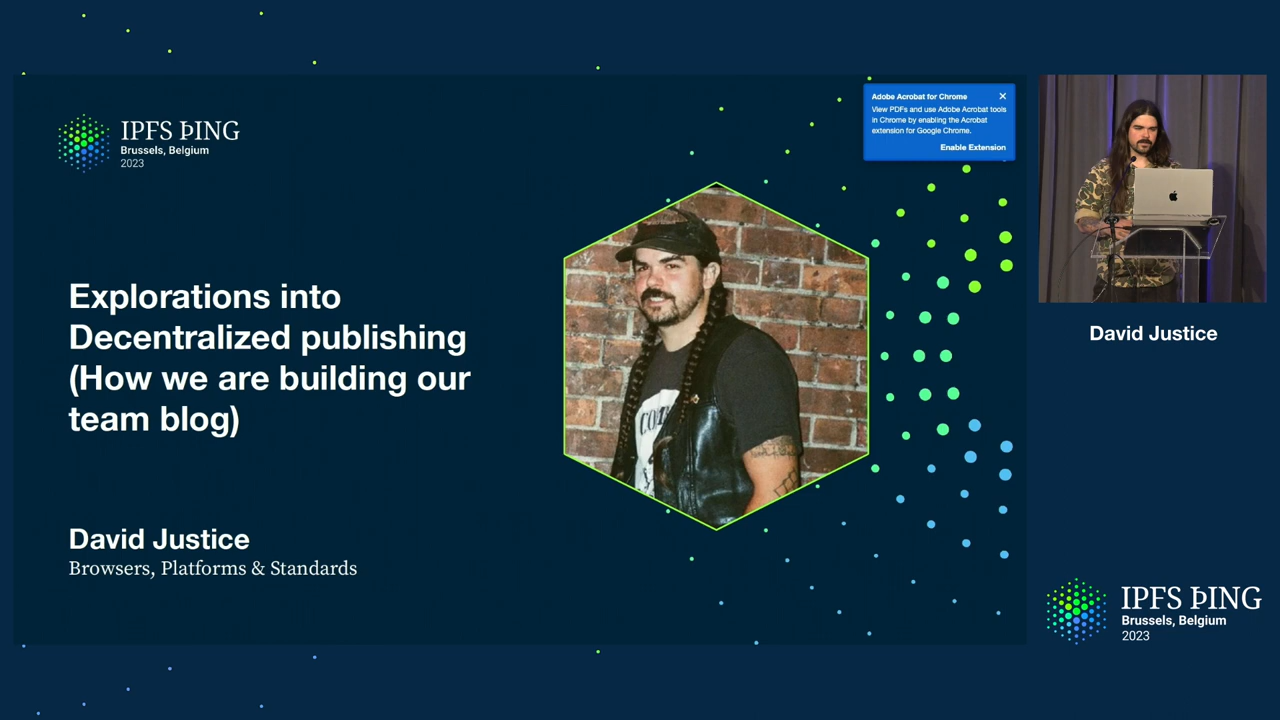 IPFS ÞING
Brussels, Belgium
2023
Adobe Acrobat for Chrome
View PDFs and use Adobe Acrobat tools
in Chrome by enabling the Acrobat
extension for Google Chrome.
Enable Extension
Explorations into
Decentralized publishing
(How we are building our
team blog)
David Justice
Browsers, Platforms & Standards
David Justice
IPFS ÞING
Brussels, Belgium
2023